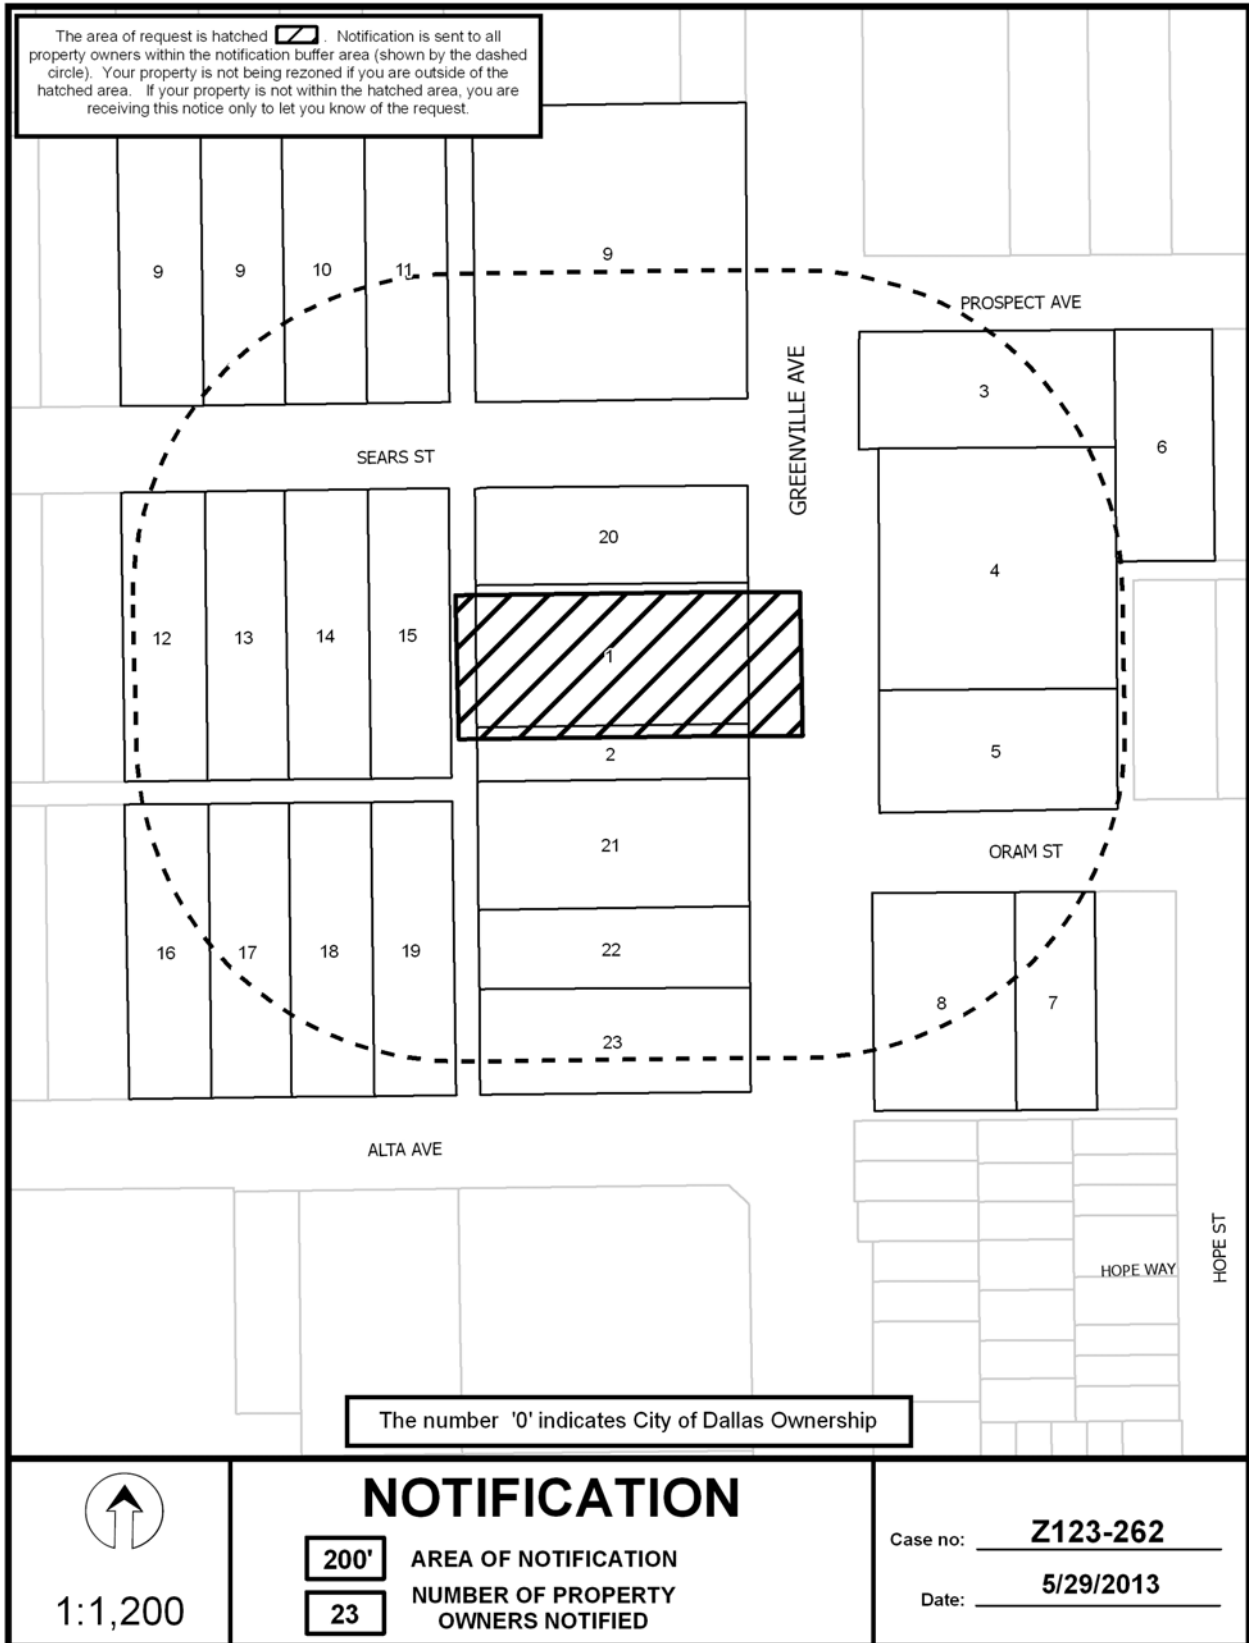 The area of request is hatched . Notification is sent to all
property owners within the notification buffer area (shown by the dashed
circle). Your property is not being rezoned if you are outside of the
hatched area. If your property is not within the hatched area, you are
receiving this notice only to let you know of the request.
9
9
9
10
11
PROSPECT AVE
GREENVILLE AVE
3
6
SEARS ST
20
4
12
13
14
15
1
2
5
21
ORAM ST
16
17
18
19
22
8
7
23
ALTA AVE
HOPE ST
HOPE WAY
The number '0' indicates City of Dallas Ownership
1:1,200
NOTIFICATION
200' AREA OF NOTIFICATION
23 NUMBER OF PROPERTY
OWNERS NOTIFIED
Case no: Z123-262
Date: 5/29/2013